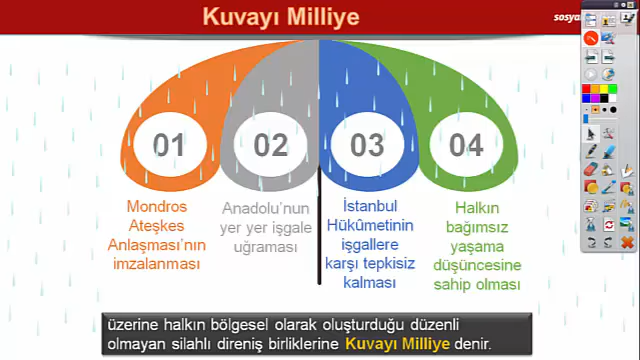 Kuvayı Milliye
sosya
01
02
03
04
Mondros
Ateşkes
Anlaşması'nın
imzalanması
Anadolu'nun
yer yer işgale
uğraması
İstanbul
Hükûmetinin
işgallere
karşı tepkisiz
kalması
Halkın
bağımsız
yaşama
düşüncesine
sahip olması
üzerine halkın bölgesel olarak oluşturduğu düzenli
olmayan silahlı direniş birliklerine Kuvayı Milliye denir.